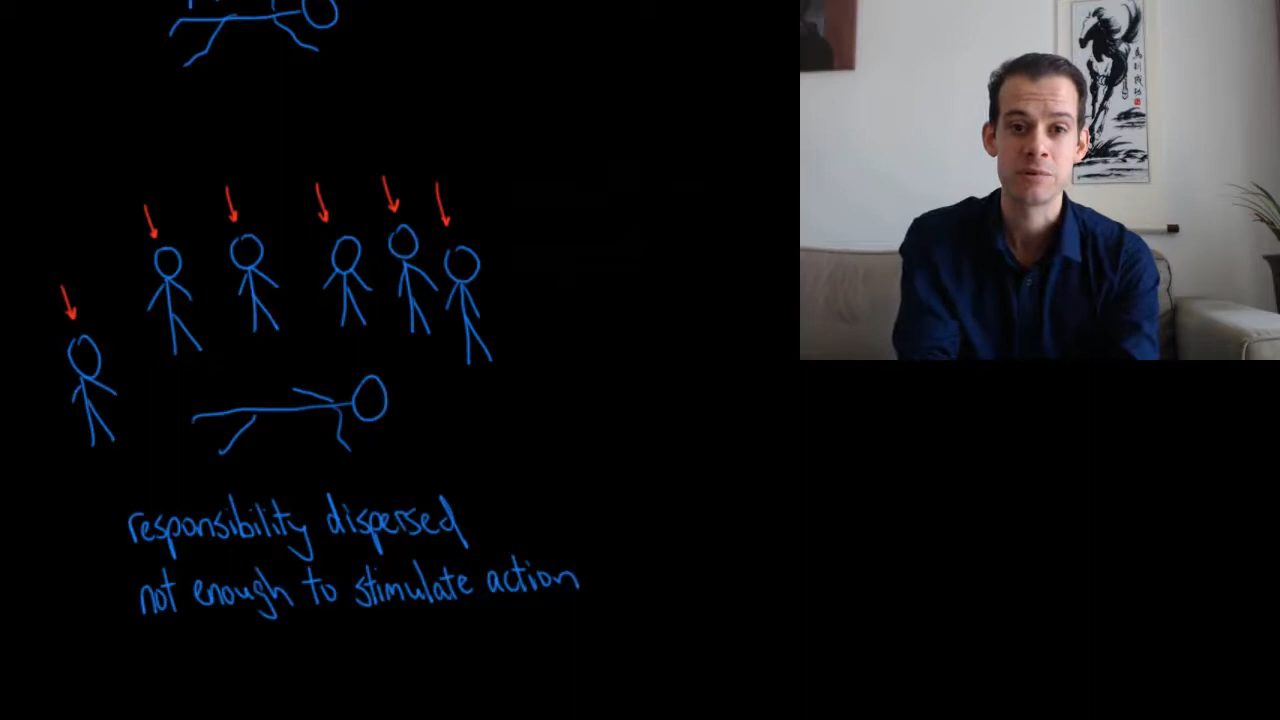 responsibility dispersed
not enough to stimulate action